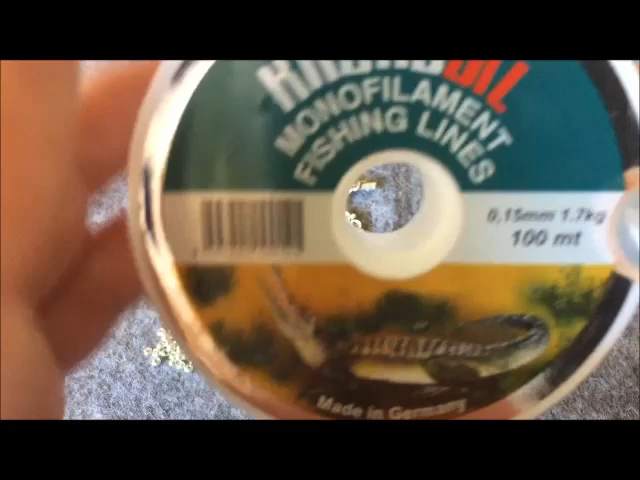 MONOFILAMENT
FISHING LINES
0,15mm 1.7kg
100 mt
Made in Germany